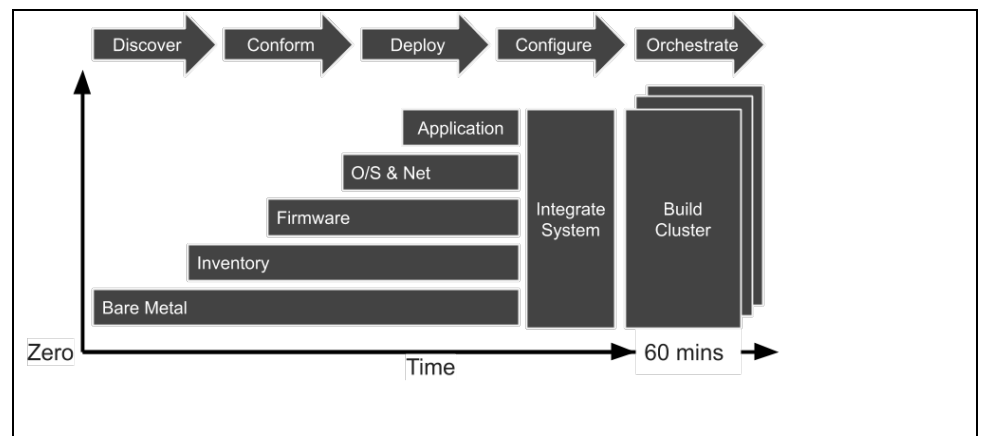 Discover
Conform
Deploy
Configure
Orchestrate
Application
O/S & Net
Firmware
Inventory
Bare Metal
Integrate
System
Build
Cluster
Zero
Time
60 mins